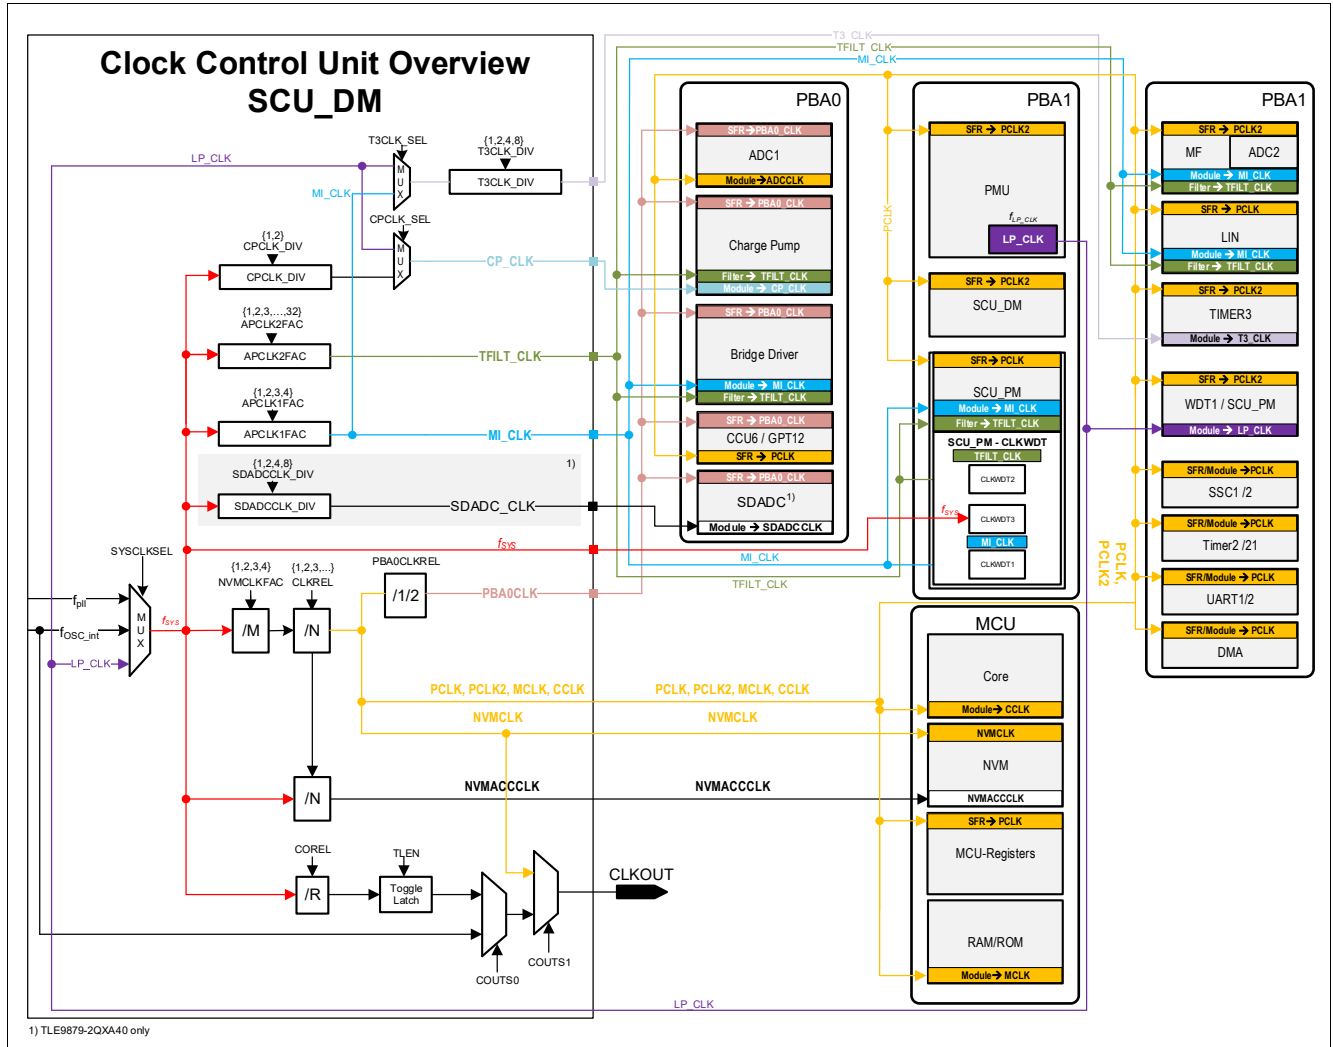 Clock Control Unit Overview
SCU_DM
T3_CLK
TFILT_CLK
MI_CLK
LP_CLK
T3CLK_SEL
{1,2,4,8}
T3CLK_DIV
MUX
T3CLK_DIV
MI_CLK
CPCLK_SEL
{1,2}
CPCLK_DIV
CPCLK_DIV
MUX
CP_CLK
{1,2,3,...,32}
APCLK2FAC
APCLK2FAC
TFILT_CLK
{1,2,3,4}
APCLK1FAC
APCLK1FAC
MI_CLK
{1,2,4,8}
SDADCCLK_DIV
1)
SDADCCLK_DIV
SDADC_CLK
fSYS
SYSCLKSEL
{1,2,3,4}
NVMCLKFAC
{1,2,3,...}
CLKREL
PBA0CLKREL
/1/2
PBA0CLK
fpll
fOSC_int
LP_CLK
MUX
fSYS
/M
/N
PCLK, PCLK2, MCLK, CCLK
PCLK, PCLK2, MCLK, CCLK
NVMCLK
NVMCLK
/N
NVMACCCLK
NVMACCCLK
COREL
TLEN
/R
Toggle
Latch
COUTS0
COUTS1
CLKOUT
LP_CLK
1) TLE9879-2QXA40 only
PBA0
SFR→PBA0_CLK
ADC1
Module→ADCCLK
SFR→ PBA0_CLK
Charge Pump
Filter→ TFILT_CLK
Module→ CP_CLK
SFR→ PBA0_CLK
Bridge Driver
Module→ MI_CLK
Filter→TFILT_CLK
SFR→ PBA0_CLK
CCU6 / GPT12
SFR→ PCLK
SFR→ PBA0_CLK
SDADC1)
Module→ SDADCCLK
MI_CLK
TFILT_CLK
PCLK
PBA1
SFR→ PCLK2
PMU
fLP_CLK
LP_CLK
SFR→ PCLK2
SCU_DM
SFR→ PCLK
SCU_PM
Module→ MI_CLK
Filter→ TFILT_CLK
SCU_PM - CLKWDT
TFILT_CLK
CLKWDT2
fSYS
CLKWDT3
MI_CLK
CLKWDT1
MCU
Core
Module→ CCLK
NVMCLK
NVM
NVMACCCLK
SFR→ PCLK
MCU-Registers
RAM/ROM
Module→ MCLK
PCLK,
PCLK2
PBA1
SFR → PCLK2
MF
ADC2
Module→ MI_CLK
Filter→ TFILT_CLK
SFR→ PCLK
LIN
Module→ MI_CLK
Filter→ TFILT_CLK
SFR → PCLK2
TIMER3
Module→ T3_CLK
SFR → PCLK2
WDT1 / SCU_PM
Module→ LP_CLK
SFR/Module →PCLK
SSC1 /2
SFR/Module→PCLK
Timer2 /21
SFR/Module → PCLK
UART1/2
SFR/Module → PCLK
DMA